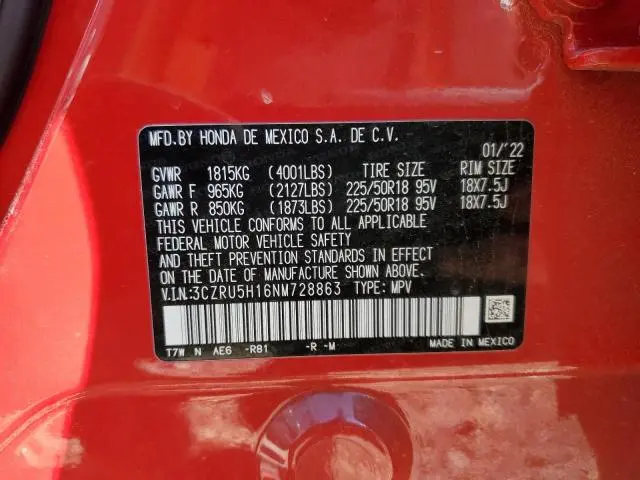 MFD.BY HONDA DE MEXICO S.A. DE C.V.
01/'22
GVWR 1815KG (4001LBS) TIRE SIZE RIM SIZE
GAWR F 965KG (2127LBS) 225/50R18 95V 18X7.5J
GAWR R 850KG (1873LBS) 225/50R18 95V 18X7.5J
THIS VEHICLE CONFORMS TO ALL APPLICABLE
FEDERAL MOTOR VEHICLE SAFETY
AND THEFT PREVENTION STANDARDS IN EFFECT
ON THE DATE OF MANUFACTURE SHOWN ABOVE.
V.I.N.:3CZRU5H16NM728863 TYPE: MPV
T7W N AE6 -R81 -R -M MADE IN MEXICO